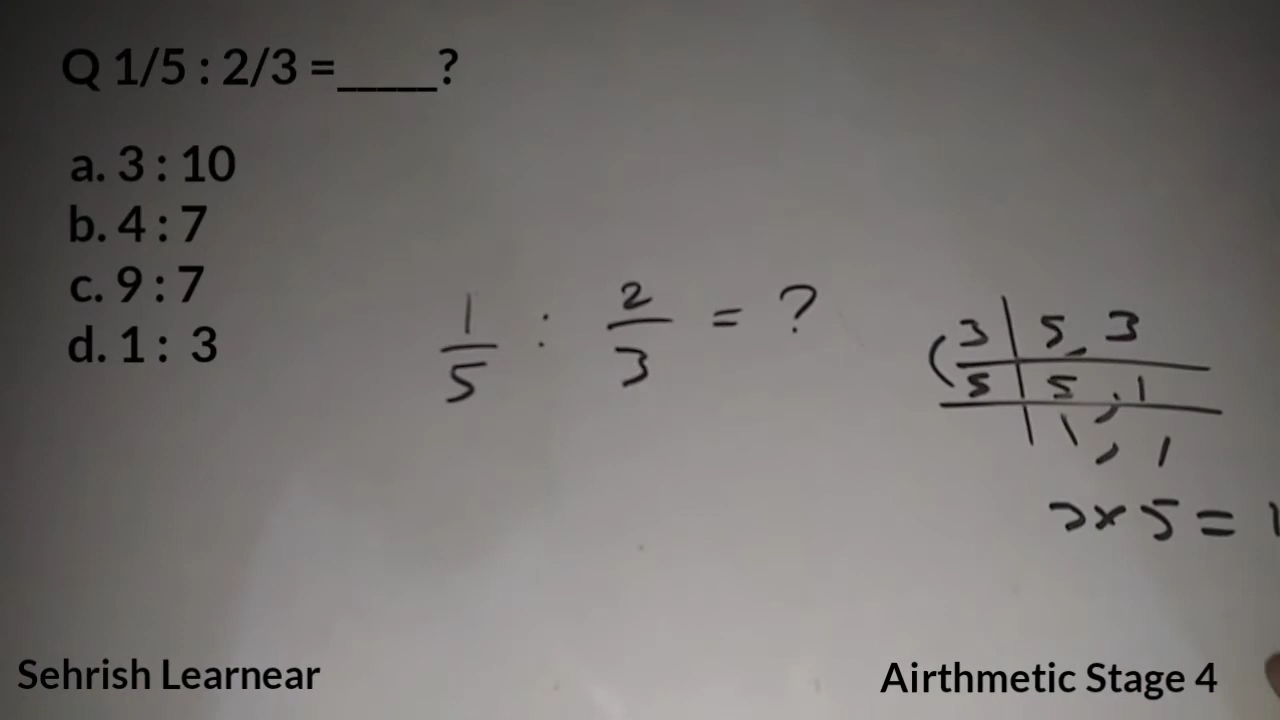 Q 1/5 : 2/3 =_____?
a. 3 : 10
b. 4 : 7
c. 9 : 7
d. 1 : 3
1/5 : 2/3 = ?
3 | 5, 3
5 | 5, 1
| 1, 1
× 5 =
Sehrish Learnear
Airthmetic Stage 4